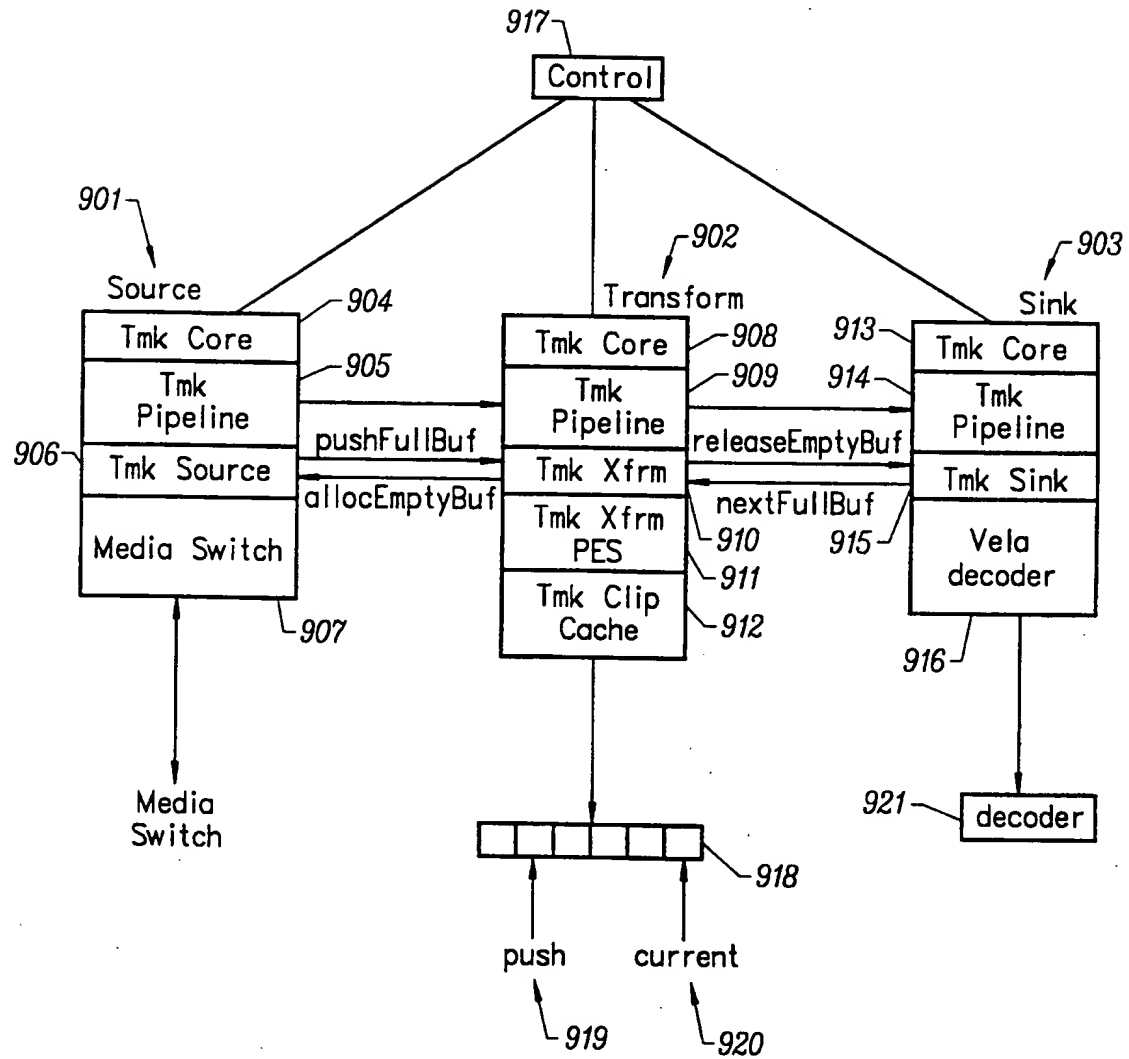 917
Control
901
Source
904
Tmk Core
905
Tmk
Pipeline
906
Tmk Source
Media Switch
907
Media
Switch
pushFullBuf
allocEmptyBuf
902
Transform
908
Tmk Core
909
Tmk
Pipeline
Tmk Xfrm
910
Tmk Xfrm
PES
911
Tmk Clip
Cache
912
918
push
919
current
920
releaseEmptyBuf
nextFullBuf
903
Sink
913
Tmk Core
914
Tmk
Pipeline
Tmk Sink
915
Vela
decoder
916
921
decoder